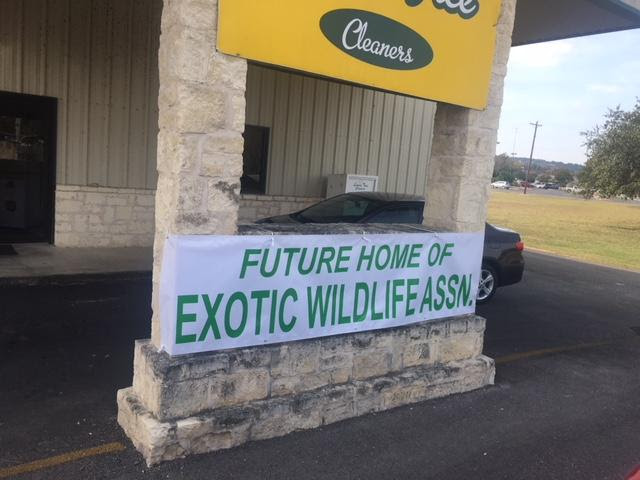 Cleaners
FUTURE HOME OF
EXOTIC WILDLIFE ASSN.